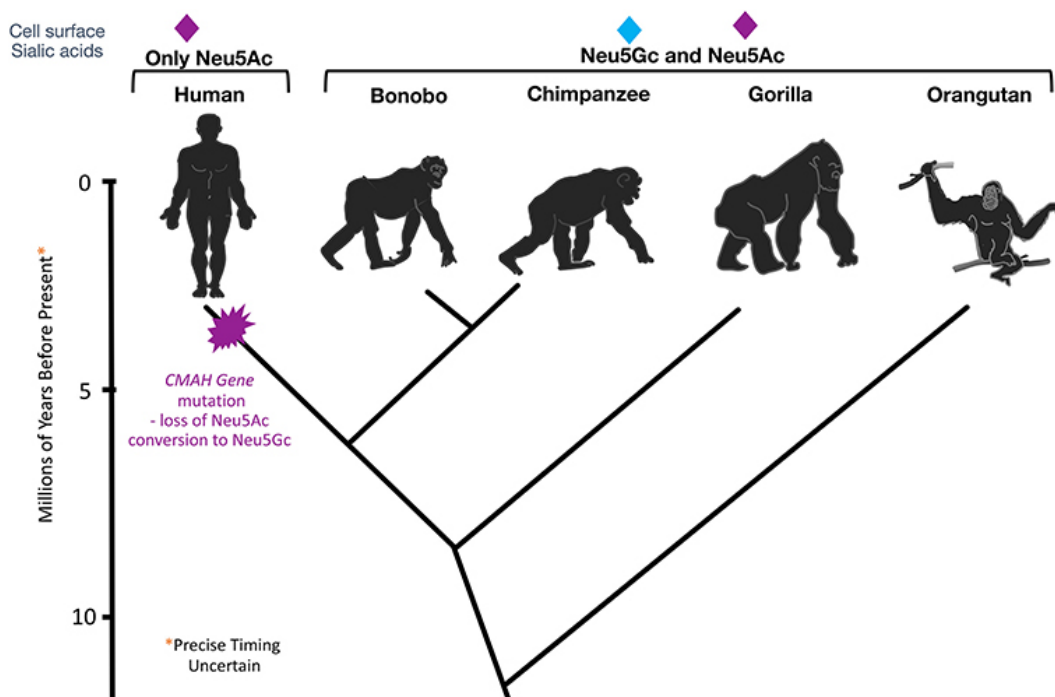 Cell surface
Sialic acids
Only Neu5Ac
Neu5Gc and Neu5Ac
Human
Bonobo
Chimpanzee
Gorilla
Orangutan
Millions of Years Before Present*
0
5
10
CMAH Gene
mutation
- loss of Neu5Ac
conversion to Neu5Gc
*Precise Timing
Uncertain